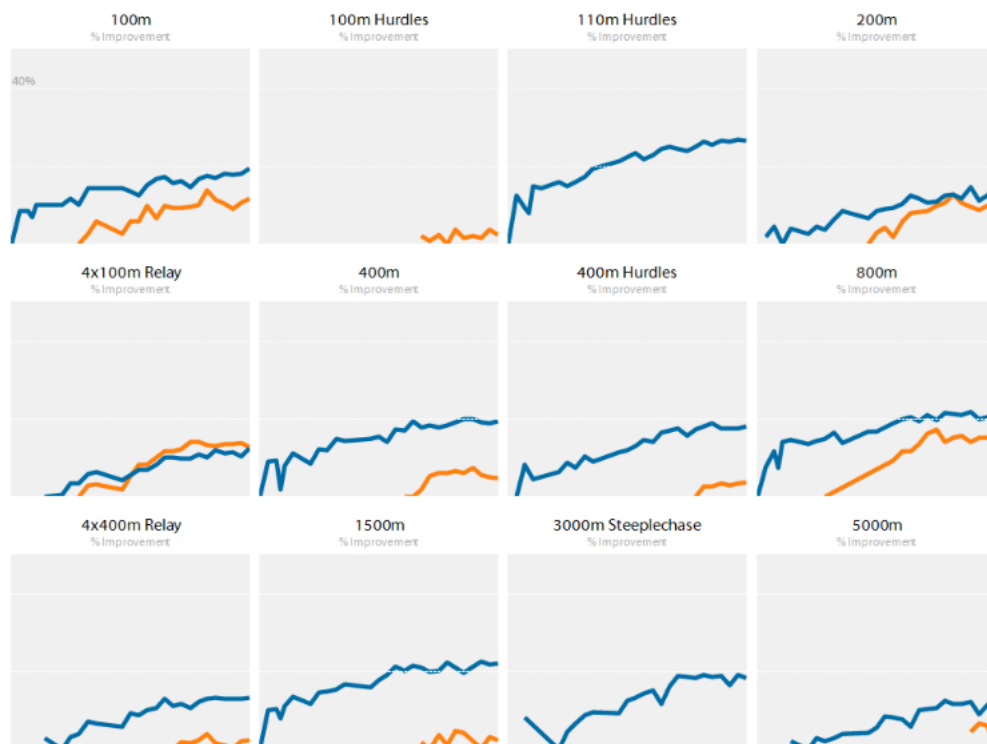 100m
% Improvement
100m Hurdles
% Improvement
110m Hurdles
% Improvement
200m
% Improvement
40%
4x100m Relay
% Improvement
400m
% Improvement
400m Hurdles
% Improvement
800m
% Improvement
4x400m Relay
% Improvement
1500m
% Improvement
3000m Steeplechase
% Improvement
5000m
% Improvement